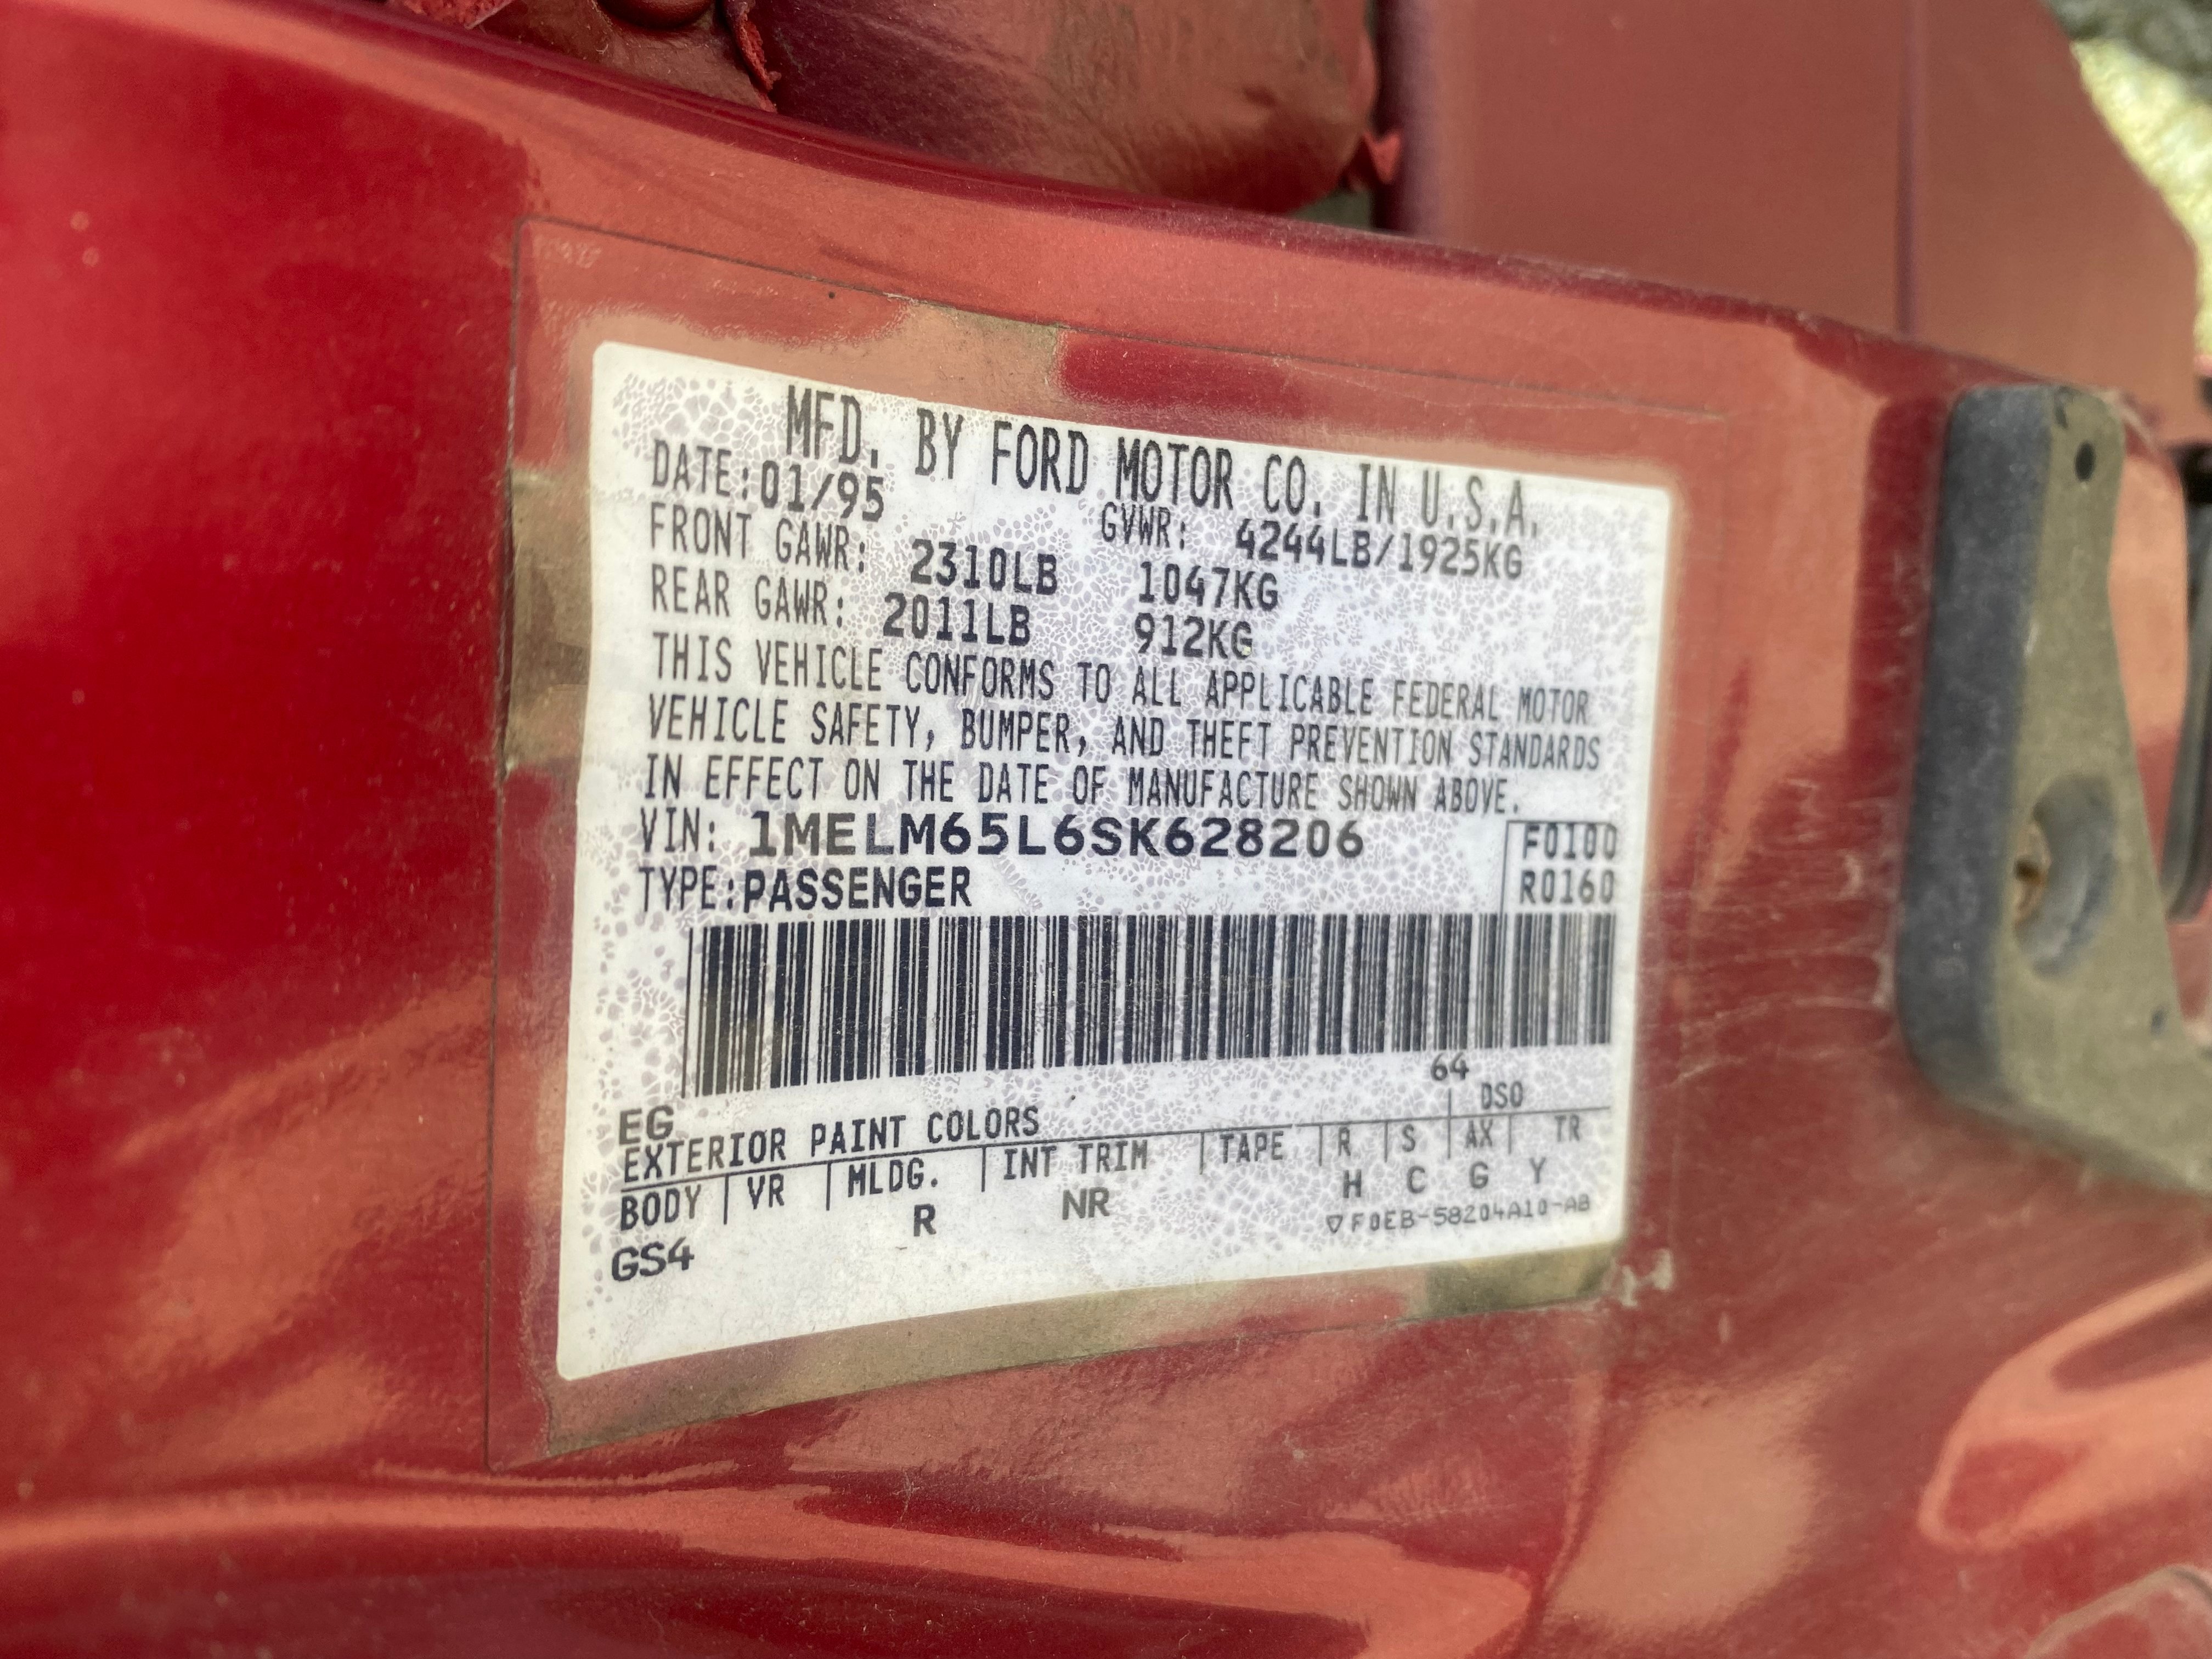 MFD. BY FORD MOTOR CO. IN U.S.A.
DATE:01/95 GVWR: 4244LB/1925KG
FRONT GAWR: 2310LB 1047KG
REAR GAWR: 2011LB 912KG
THIS VEHICLE CONFORMS TO ALL APPLICABLE FEDERAL MOTOR
VEHICLE SAFETY, BUMPER, AND THEFT PREVENTION STANDARDS
IN EFFECT ON THE DATE OF MANUFACTURE SHOWN ABOVE.
VIN: 1MELM65L6SK628206 F0100
TYPE:PASSENGER R0160
64
EG DSO
EXTERIOR PAINT COLORS
BODY VR MLDG. INT TRIM TAPE R S AX TR
GS4 R NR H C G Y
▽F0EB-58204A10-AB